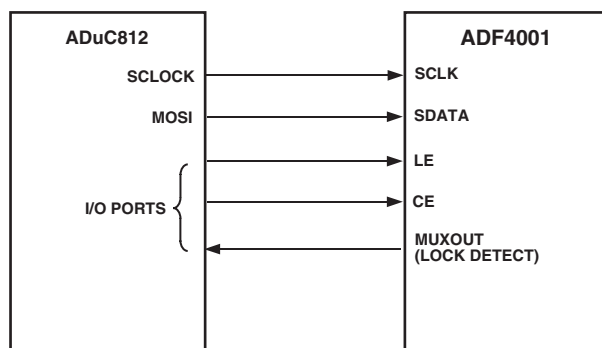 ADuC812
ADF4001
SCLOCK
SCLK
MOSI
SDATA
LE
I/O PORTS
CE
MUXOUT
(LOCK DETECT)